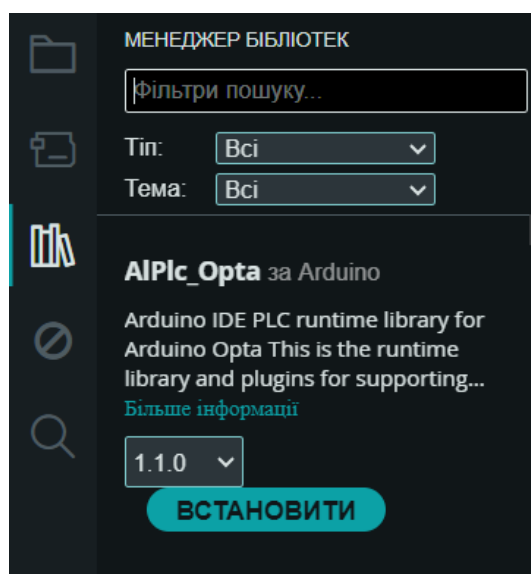 МЕНЕДЖЕР БІБЛІОТЕК
Фільтри пошуку...
Тіп:
Всі
Тема:
Всі
AlPlc_Opta за Arduino
Arduino IDE PLC runtime library for
Arduino Opta This is the runtime
library and plugins for supporting...
Більше інформації
1.1.0
ВСТАНОВИТИ